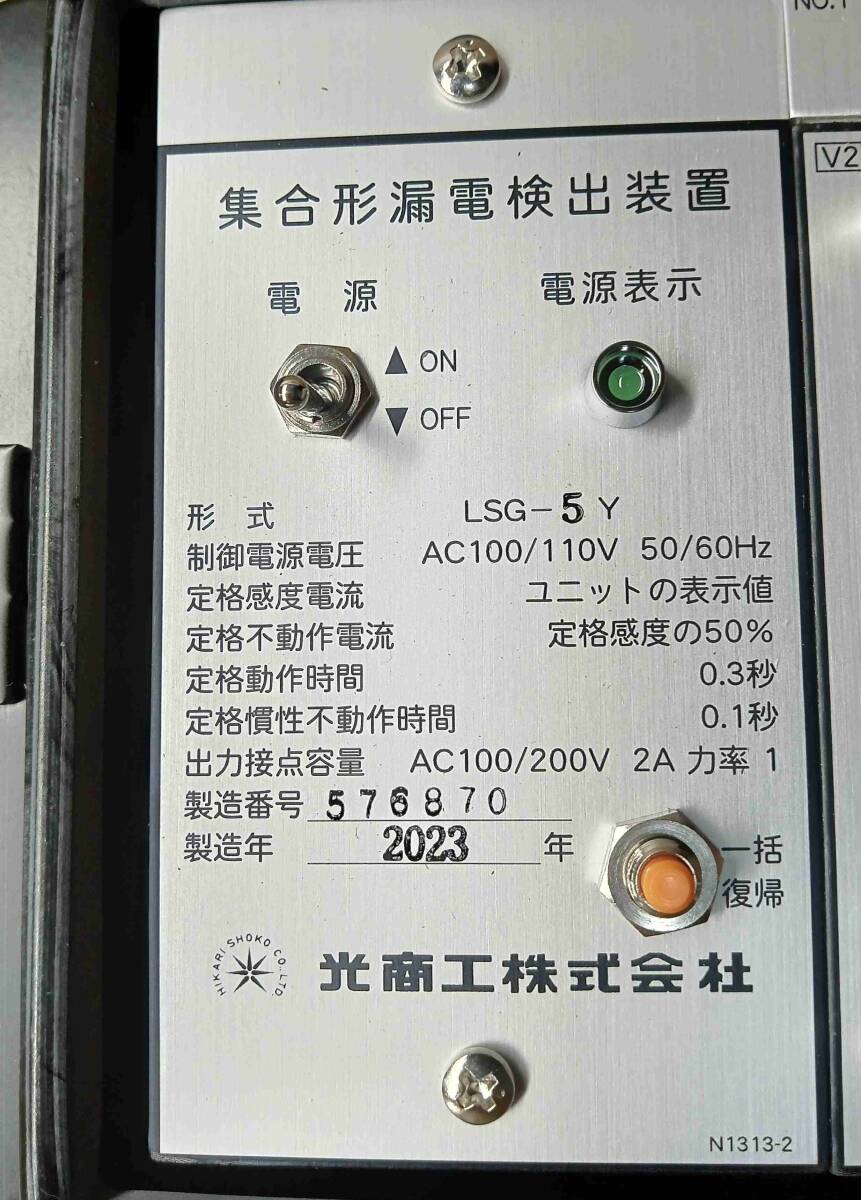 NO.1
V2
集合形漏電検出装置
電 源
電源表示
▲ ON
▼ OFF
形 式 LSG-5 Y
制御電源電圧 AC100/110V 50/60Hz
定格感度電流 ユニットの表示値
定格不動作電流 定格感度の50%
定格動作時間 0.3秒
定格慣性不動作時間 0.1秒
出力接点容量 AC100/200V 2A 力率 1
製造番号 576870
製造年 2023 年
一括
復帰
HIKARI SHOKO CO.,LTD
光商工株式会社
N1313-2